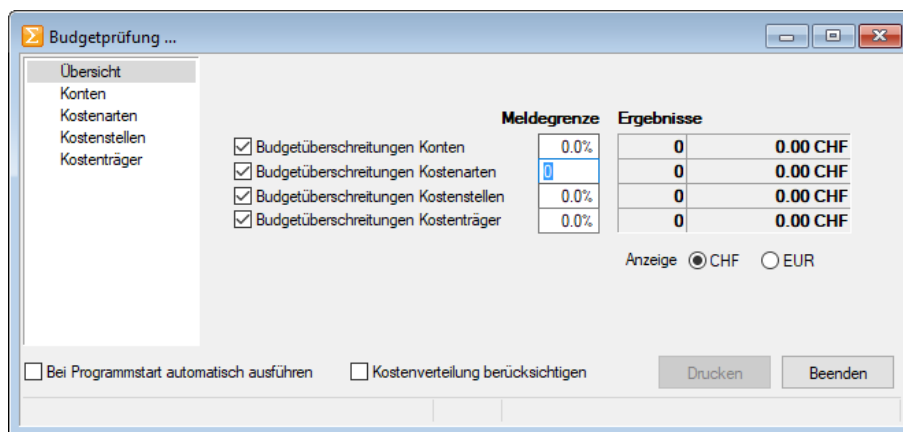 Budgetprüfung ...
Übersicht
Konten
Kostenarten
Kostenstellen
Kostenträger
Meldegrenze Ergebnisse
Budgetüberschreitungen Konten 0.0% 0 0.00 CHF
Budgetüberschreitungen Kostenarten 0 0 0.00 CHF
Budgetüberschreitungen Kostenstellen 0.0% 0 0.00 CHF
Budgetüberschreitungen Kostenträger 0.0% 0 0.00 CHF
Anzeige CHF EUR
Bei Programmstart automatisch ausführen Kostenverteilung berücksichtigen Drucken Beenden